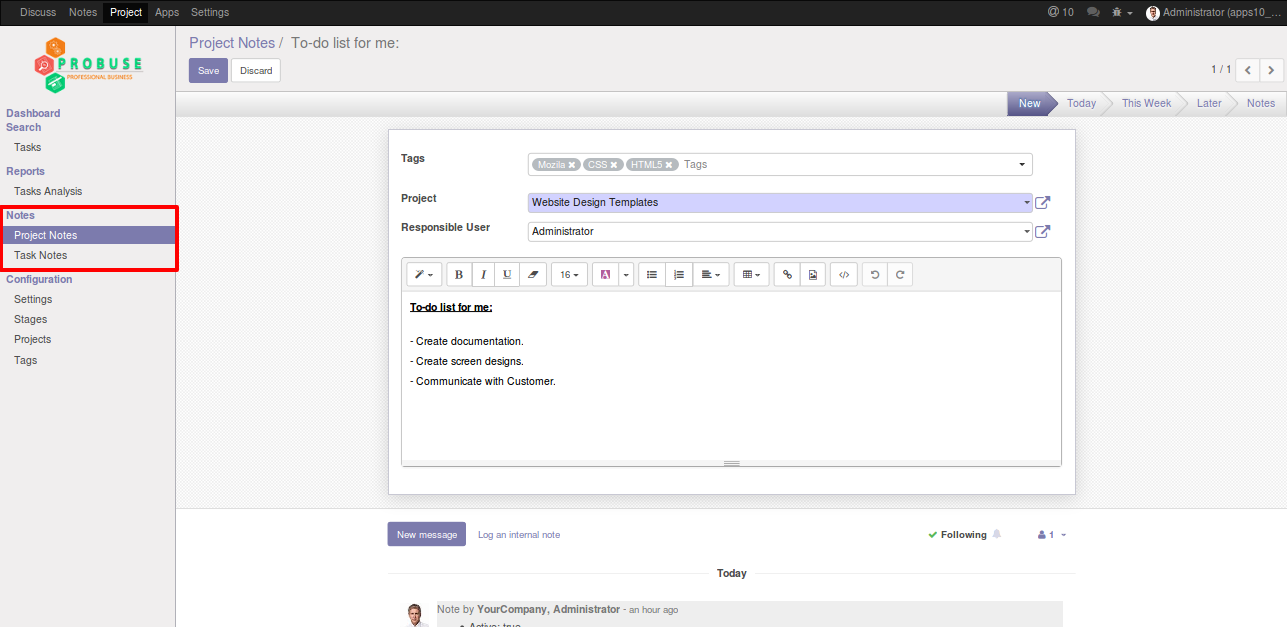 Discuss Notes Project Apps Settings
@ 10 Administrator (apps10_...
PROBUSE
PROFESSIONAL BUSINESS
Dashboard
Search
Tasks
Reports
Tasks Analysis
Notes
Project Notes
Task Notes
Configuration
Settings
Stages
Projects
Tags
Project Notes / To-do list for me:
Save Discard
1 / 1
New Today This Week Later Notes
Tags Mozila CSS HTML5 Tags
Project Website Design Templates
Responsible User Administrator
B I U 16 A </>
To-do list for me:
- Create documentation.
- Create screen designs.
- Communicate with Customer.
New message Log an internal note Following 1
Today
Note by YourCompany, Administrator - an hour ago
• Active: true